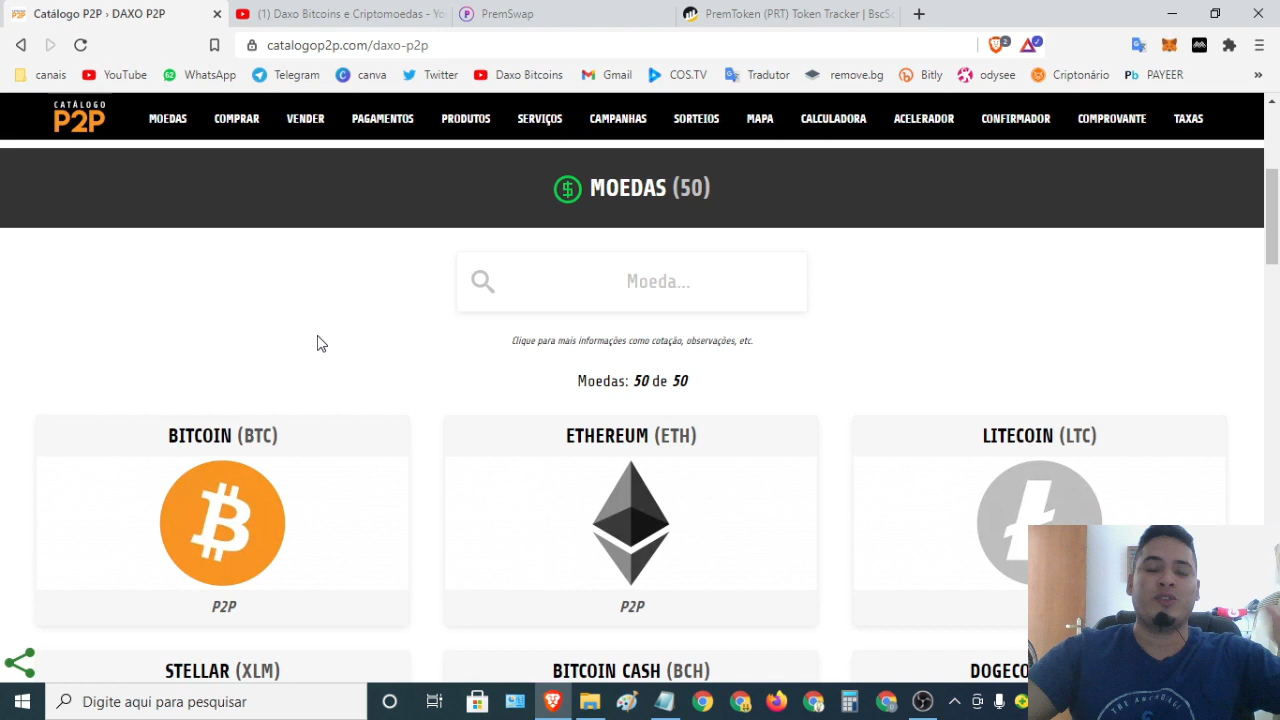 Catálogo P2P › DAXO P2P
(1) Daxo Bitcoins e Criptomoedas - Yo
PremSwap
PremToken (PRT) Token Tracker | BscSc
catalogop2p.com/daxo-p2p
2
canais
YouTube
WhatsApp
Telegram
canva
Twitter
Daxo Bitcoins
Gmail
COS.TV
Tradutor
remove.bg
Bitly
odysee
Criptonário
Pb PAYEER
»
CATÁLOGO
P2P
MOEDAS
COMPRAR
VENDER
PAGAMENTOS
PRODUTOS
SERVIÇOS
CAMPANHAS
SORTEIOS
MAPA
CALCULADORA
ACELERADOR
CONFIRMADOR
COMPROVANTE
TAXAS
MOEDAS (50)
Moeda...
Clique para mais informações como cotação, observações, etc.
Moedas: 50 de 50
BITCOIN (BTC)
ETHEREUM (ETH)
LITECOIN (LTC)
P2P
P2P
STELLAR (XLM)
BITCOIN CASH (BCH)
DOGECO
Digite aqui para pesquisar